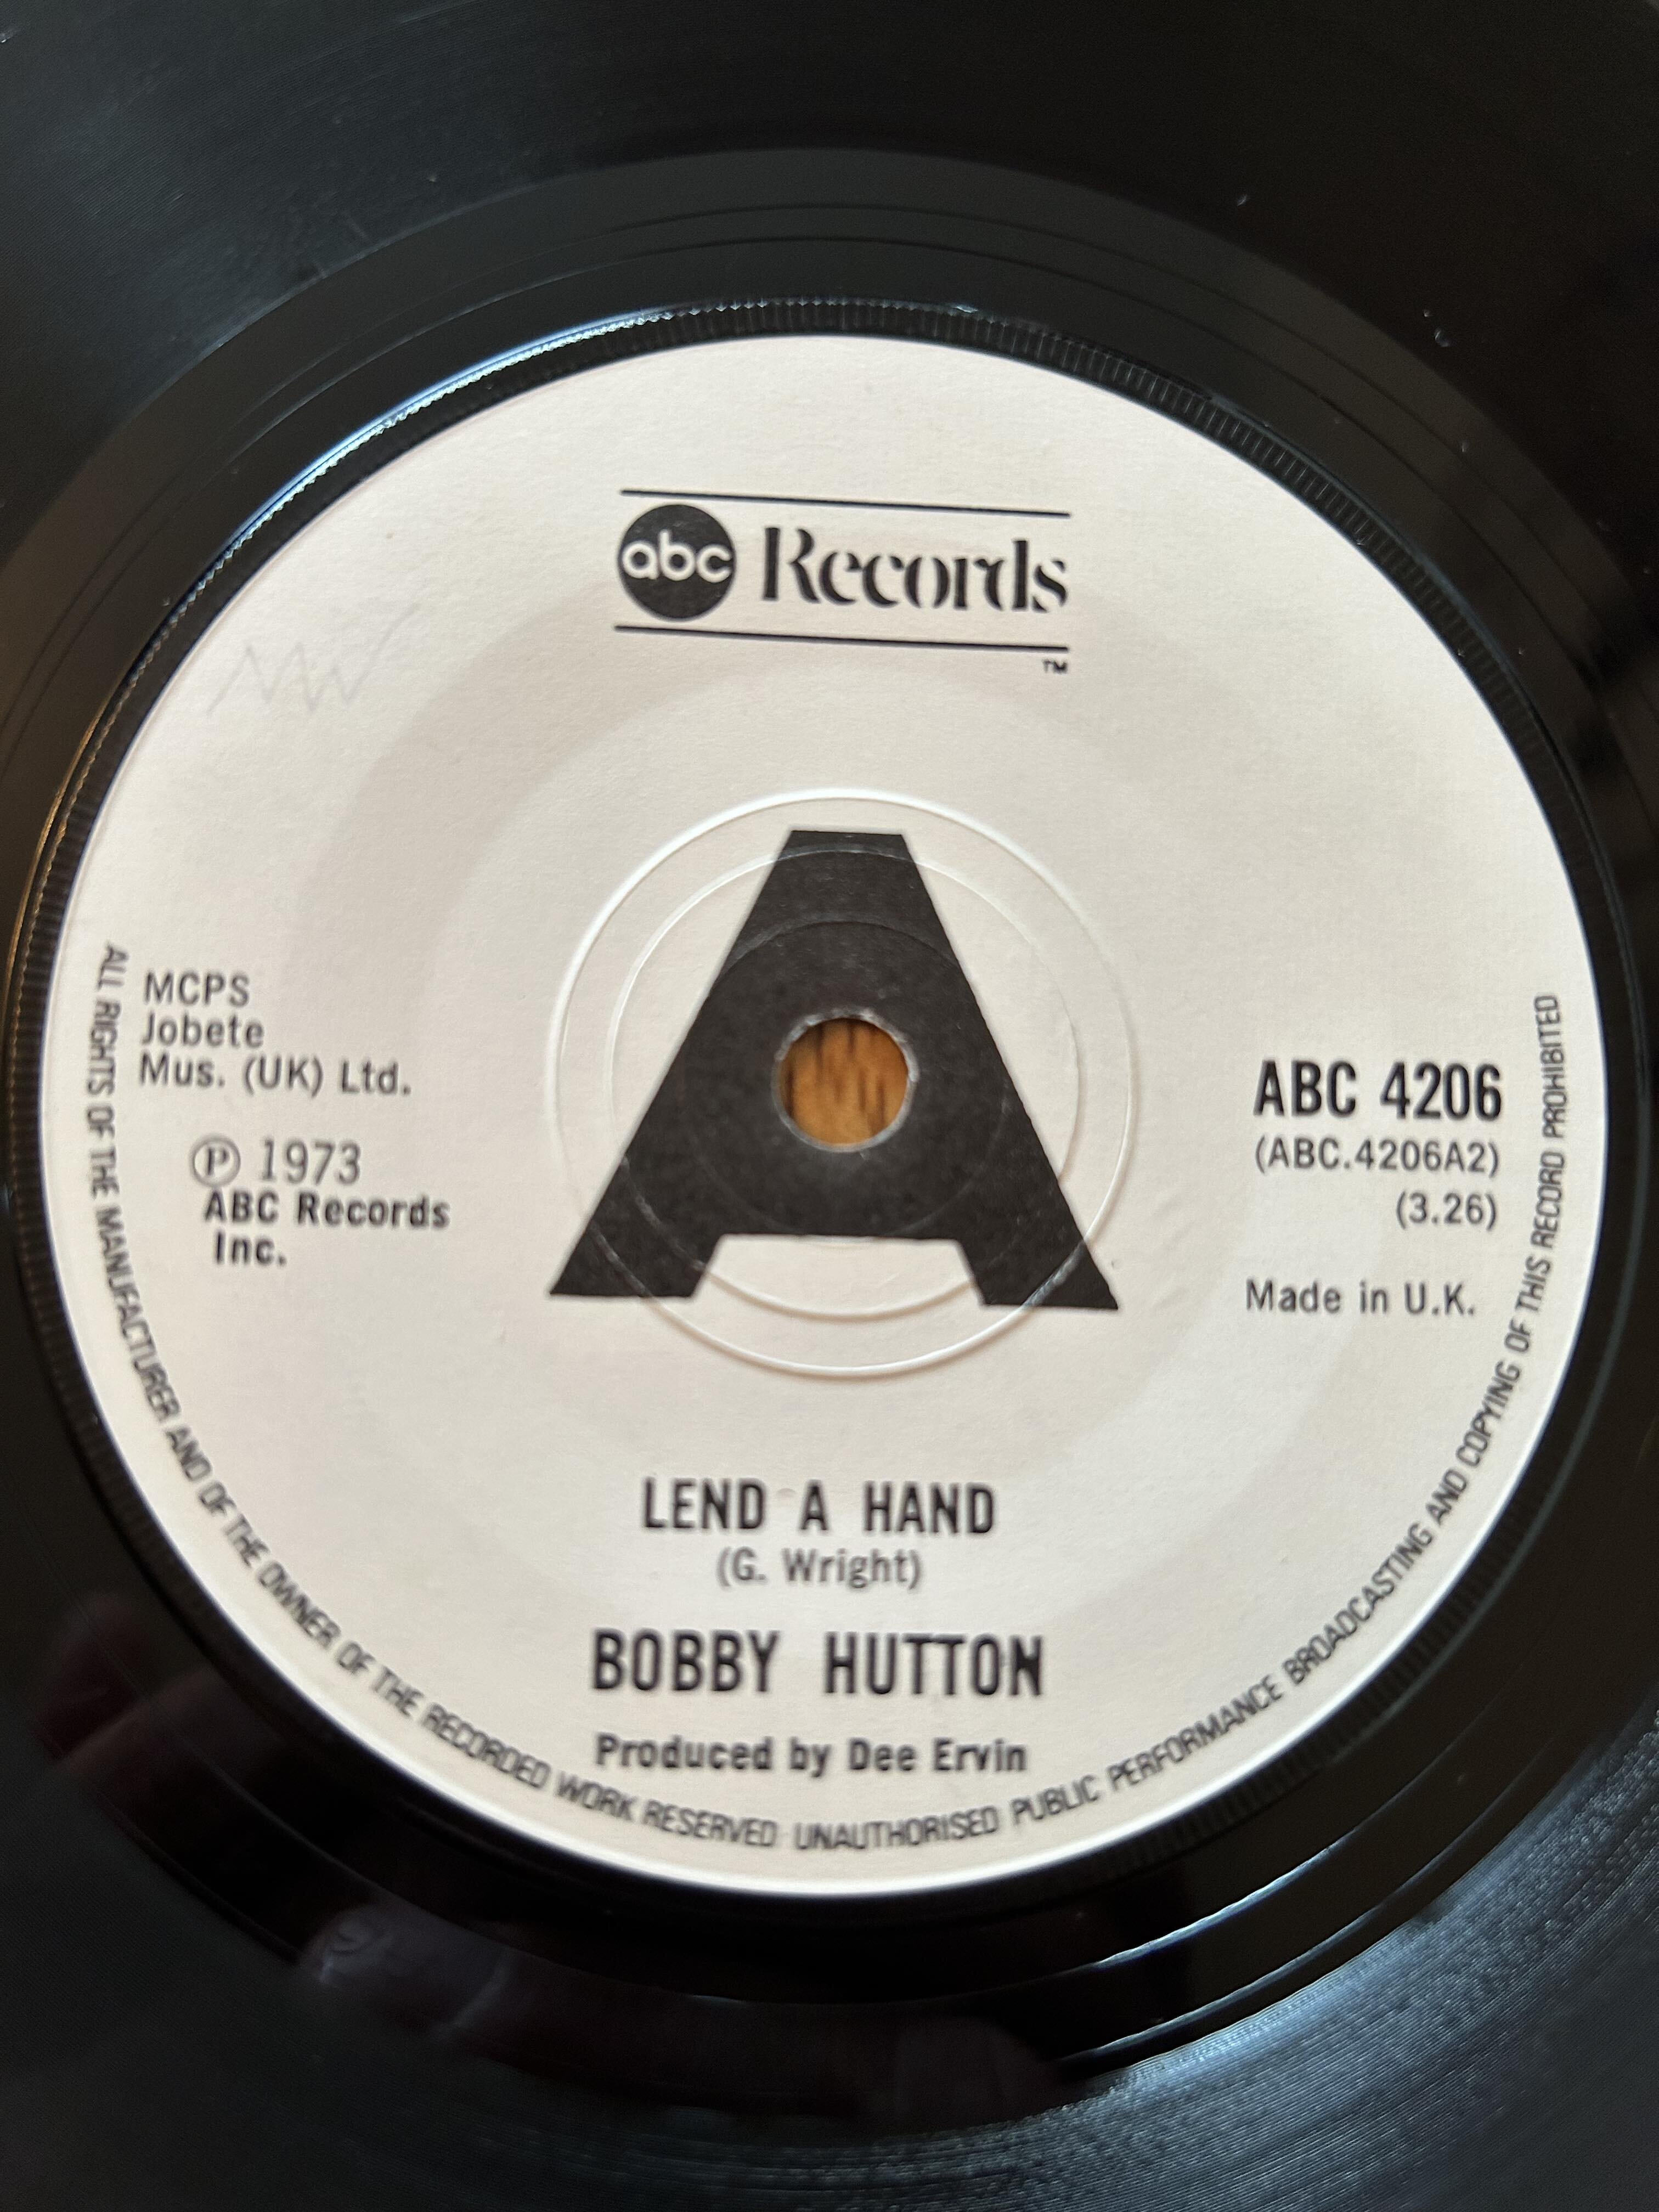 abc Records
TM
A
MCPS
Jobete
Mus. (UK) Ltd.
℗ 1973
ABC Records
Inc.
ABC 4206
(ABC.4206A2)
(3.26)
Made in U.K.
LEND A HAND
(G. Wright)
BOBBY HUTTON
Produced by Dee Ervin
ALL RIGHTS OF THE MANUFACTURER AND OF THE OWNER OF THE RECORDED WORK RESERVED UNAUTHORISED PUBLIC PERFORMANCE BROADCASTING AND COPYING OF THIS RECORD PROHIBITED